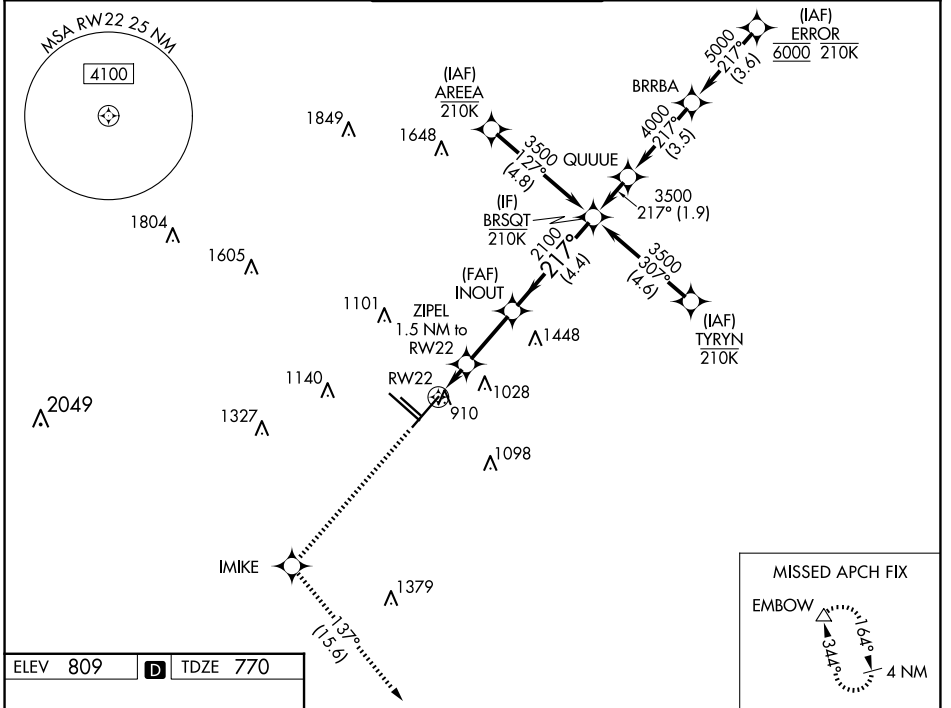 MSA RW22 25 NM
4100
(IAF)
ERROR
6000 210K
5000
217°
(3.6)
BRRBA
4000
217°
(3.5)
(IAF)
AREEA
210K
3500
127°
(4.8)
QUUUE
3500
217° (1.9)
(IF)
BRSQT
210K
2100
217°
(4.4)
3500
307°
(4.6)
(IAF)
TYRYN
210K
(FAF)
INOUT
ZIPEL
1.5 NM to
RW22
RW22
1849
1648
1804
1605
1101
1448
1140
1028
910
2049
1327
1098
IMIKE
1379
137°
(15.6)
MISSED APCH FIX
EMBOW
164°
344°
4 NM
ELEV 809 D TDZE 770